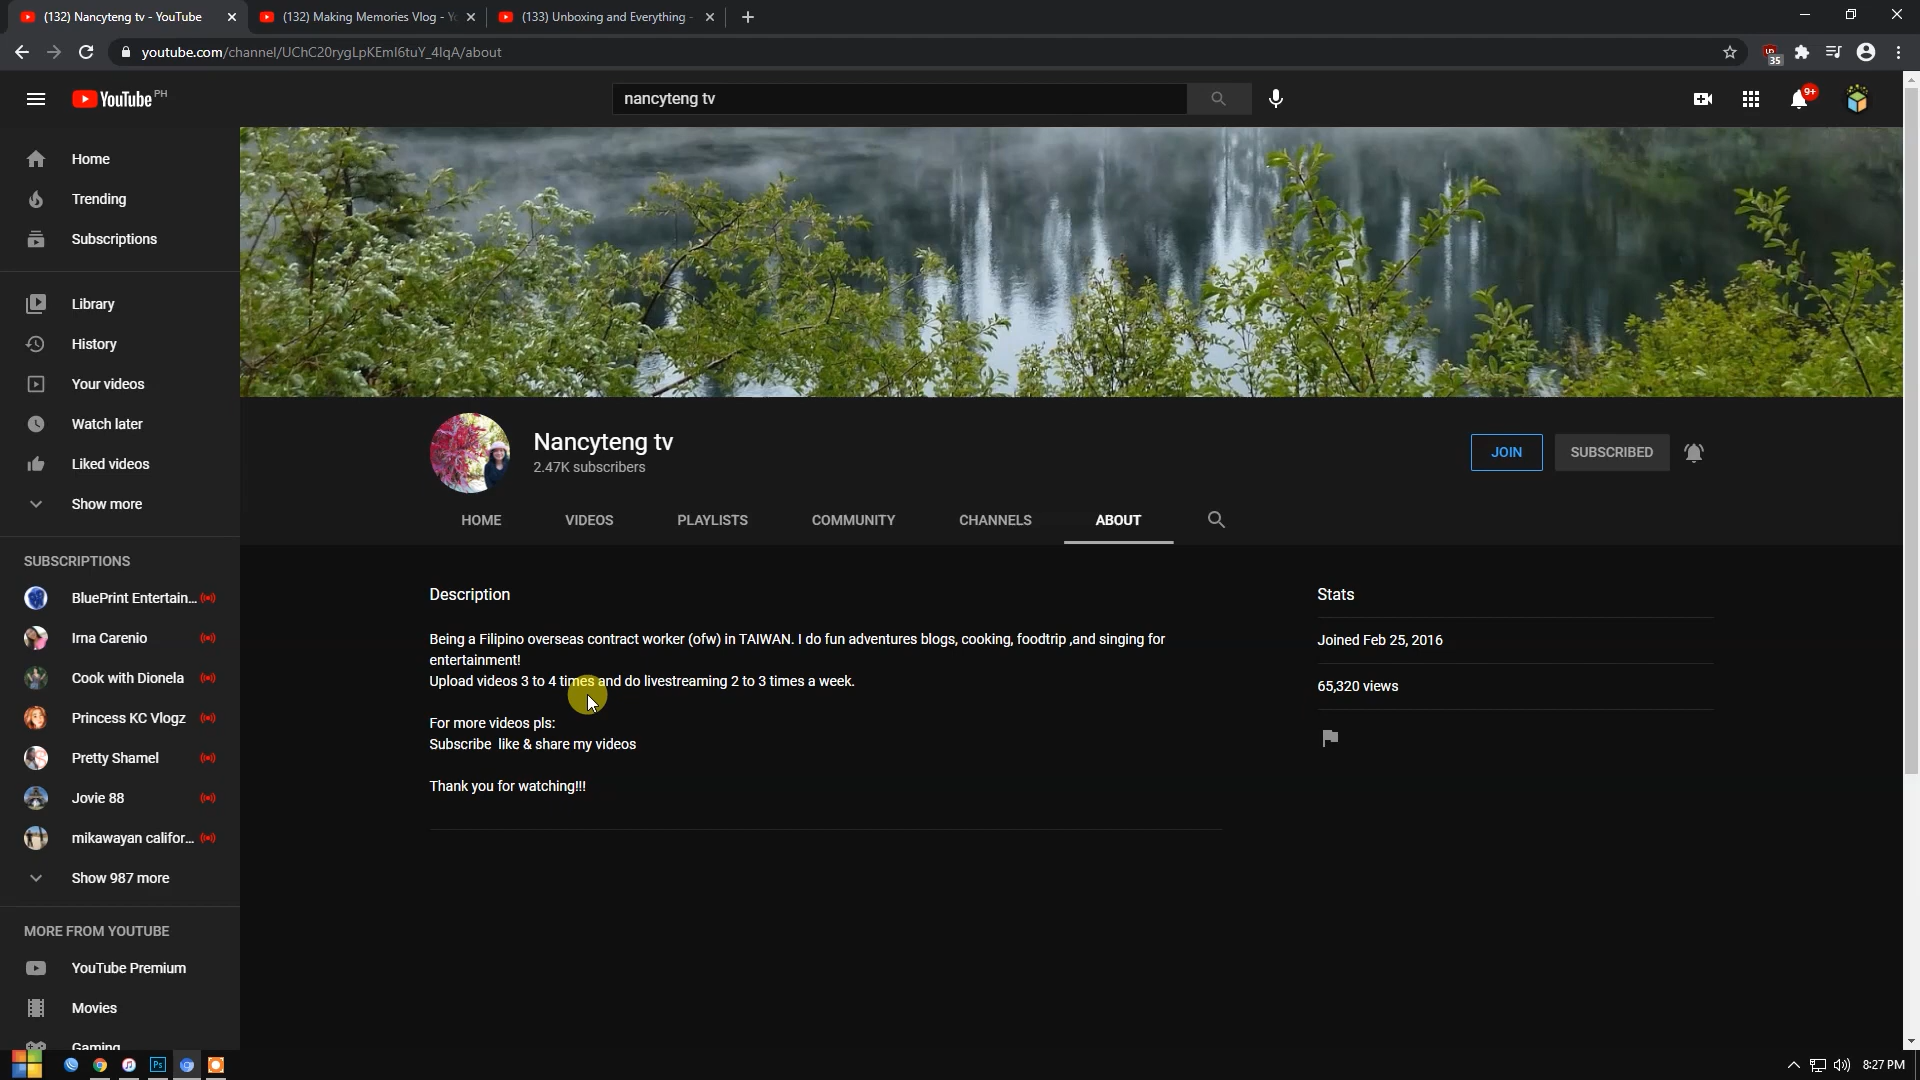 (132) Nancyteng tv - YouTube
(132) Making Memories Vlog - Yo
(133) Unboxing and Everything -
youtube.com/channel/UChC20rygLpKEmI6tuY_4lqA/about
35
YouTube PH
nancyteng tv
9+
Home
Trending
Subscriptions
Library
History
Your videos
Watch later
Liked videos
Show more
SUBSCRIPTIONS
BluePrint Entertain...
Irna Carenio
Cook with Dionela
Princess KC Vlogz
Pretty Shamel
Jovie 88
mikawayan califor...
Show 987 more
MORE FROM YOUTUBE
YouTube Premium
Movies
Gaming
Nancyteng tv
2.47K subscribers
JOIN
SUBSCRIBED
HOME
VIDEOS
PLAYLISTS
COMMUNITY
CHANNELS
ABOUT
Description
Being a Filipino overseas contract worker (ofw) in TAIWAN. I do fun adventures blogs, cooking, foodtrip ,and singing for
entertainment!
Upload videos 3 to 4 times and do livestreaming 2 to 3 times a week.
For more videos pls:
Subscribe  like & share my videos
Thank you for watching!!!
Stats
Joined Feb 25, 2016
65,320 views
Ps
8:27 PM